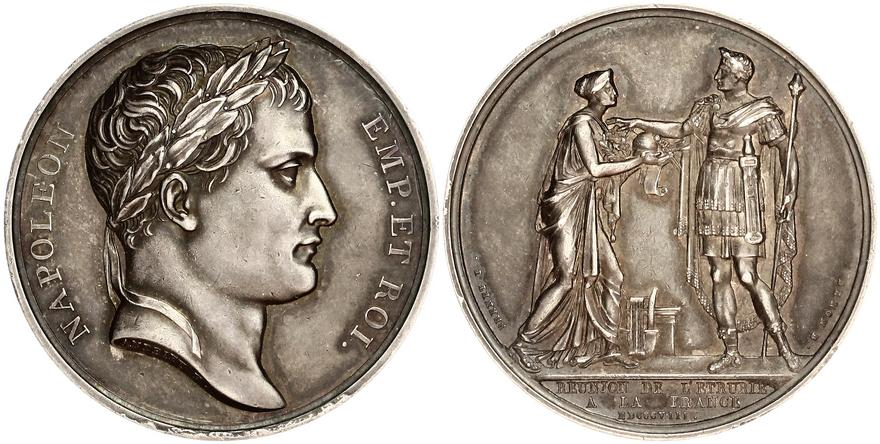 NAPOLEON
EMP. ET ROI.
REUNION DE L'ETRURIE
A LA FRANCE
MDCCCVIII.